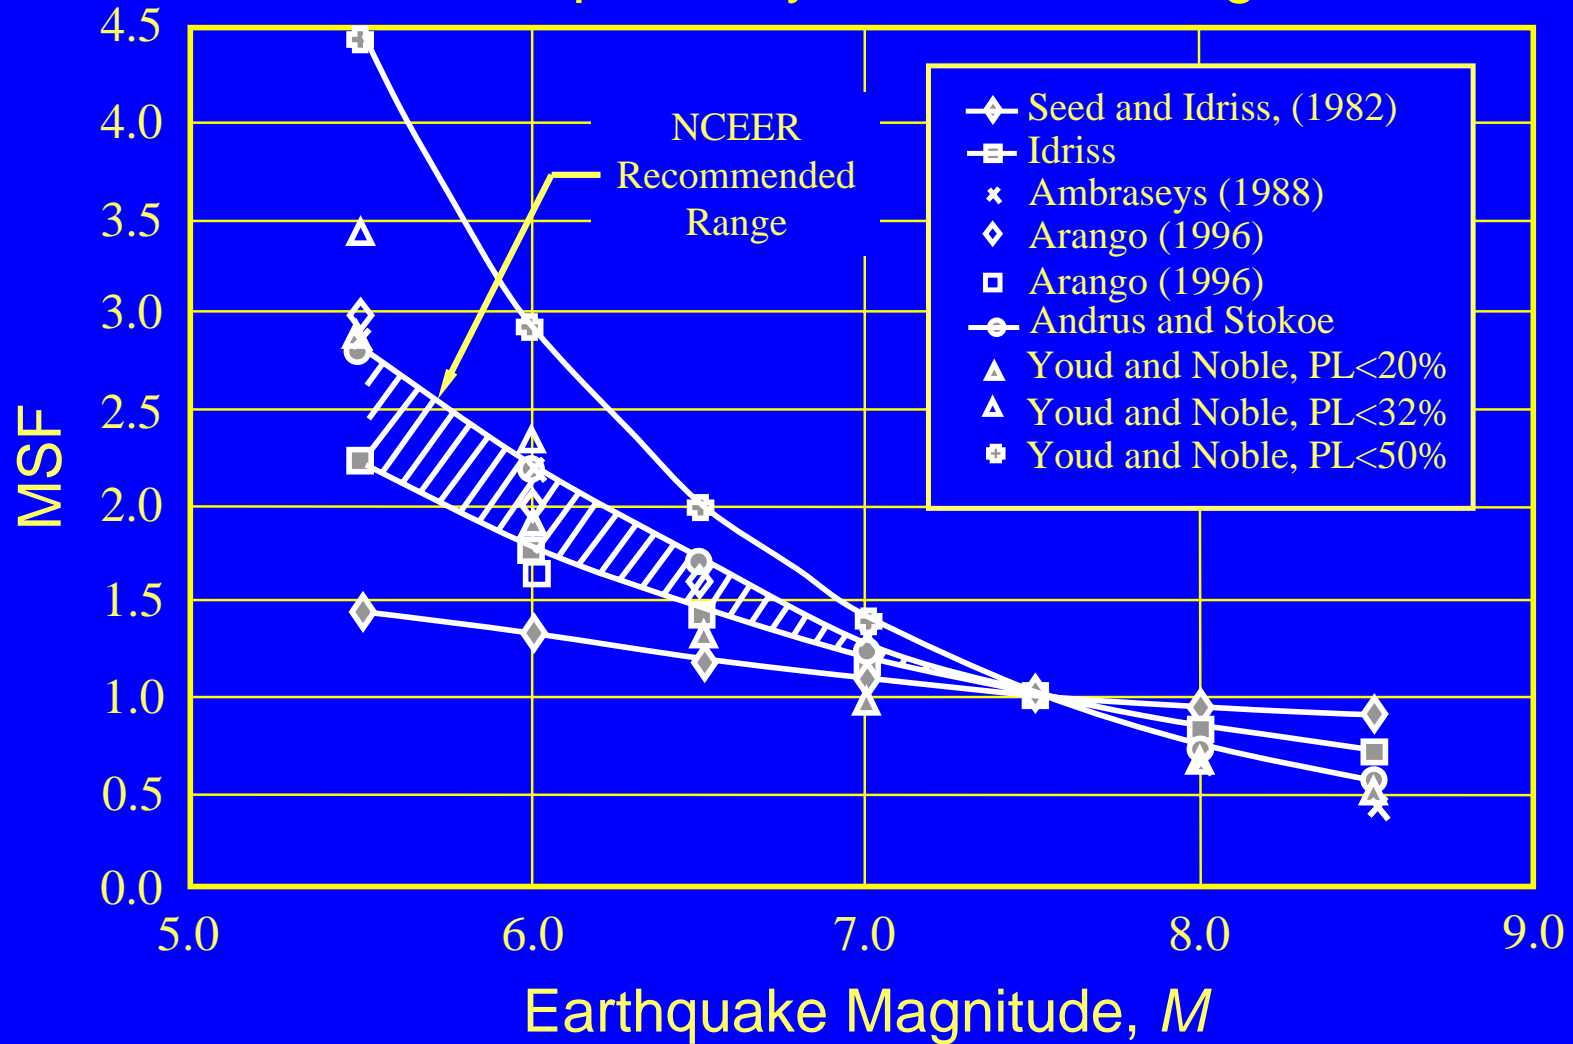 4.5
4.0
3.5
3.0
2.5
2.0
1.5
1.0
0.5
0.0
MSF
5.0
6.0
7.0
8.0
9.0
Earthquake Magnitude, M
NCEER
Recommended
Range
Seed and Idriss, (1982)
Idriss
Ambraseys (1988)
Arango (1996)
Arango (1996)
Andrus and Stokoe
Youd and Noble, PL<20%
Youd and Noble, PL<32%
Youd and Noble, PL<50%